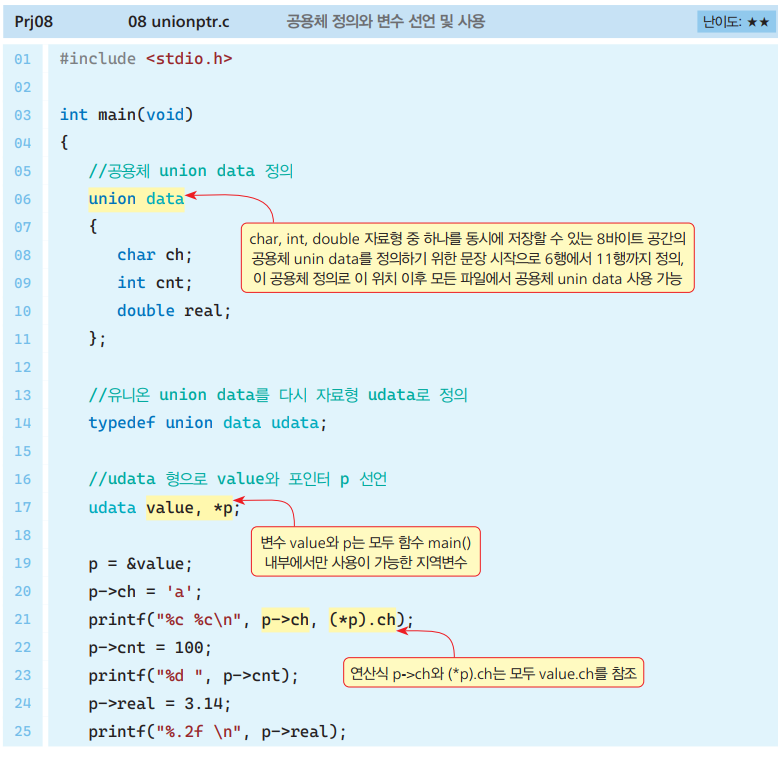 Prj08 08 unionptr.c 공용체 정의와 변수 선언 및 사용 난이도: ★★
01 #include <stdio.h>
02
03 int main(void)
04 {
05 //공용체 union data 정의
06 union data
07 {
char, int, double 자료형 중 하나를 동시에 저장할 수 있는 8바이트 공간의
공용체 unin data를 정의하기 위한 문장 시작으로 6행에서 11행까지 정의,
이 공용체 정의로 이 위치 이후 모든 파일에서 공용체 unin data 사용 가능
08 char ch;
09 int cnt;
10 double real;
11 };
12
13 //유니온 union data를 다시 자료형 udata로 정의
14 typedef union data udata;
15
16 //udata 형으로 value와 포인터 p 선언
17 udata value, *p;
18
변수 value와 p는 모두 함수 main()
내부에서만 사용이 가능한 지역변수
19 p = &value;
20 p->ch = 'a';
21 printf("%c %c\n", p->ch, (*p).ch);
22 p->cnt = 100;
23 printf("%d ", p->cnt);
연산식 p->ch와 (*p).ch는 모두 value.ch를 참조
24 p->real = 3.14;
25 printf("%.2f \n", p->real);